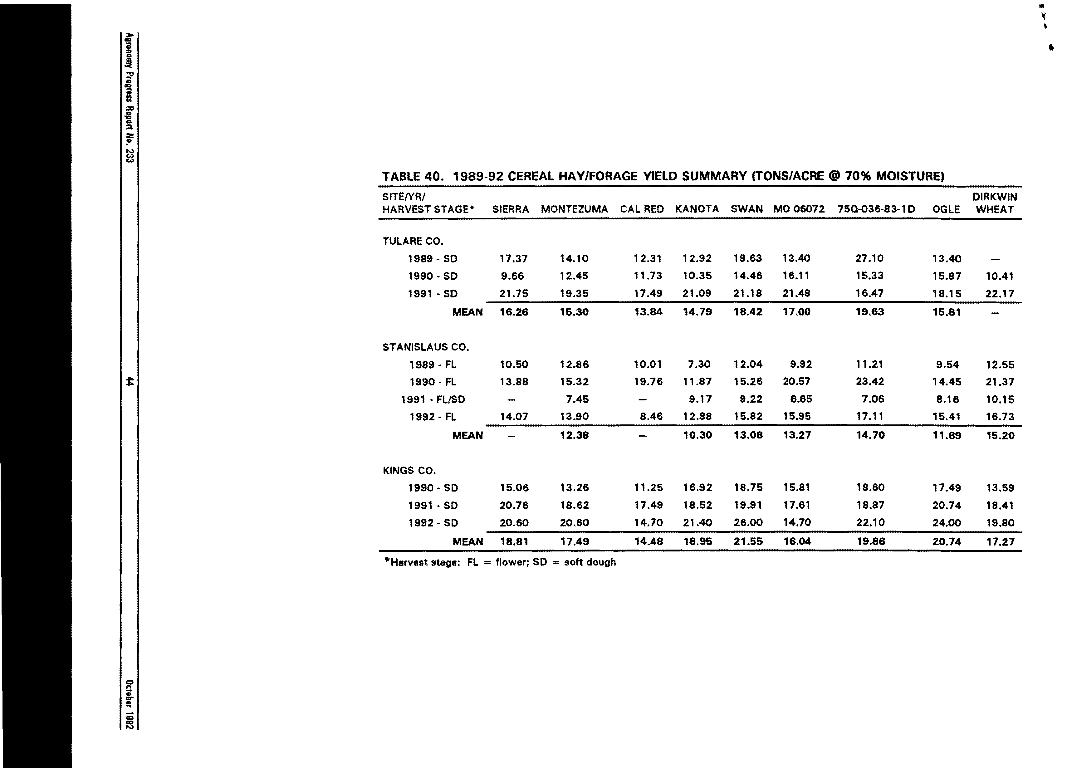 Agronomy Progress Report No. 233
44
October 1992
TABLE 40. 1989-92 CEREAL HAY/FORAGE YIELD SUMMARY (TONS/ACRE @ 70% MOISTURE)
SITE/YR/ DIRKWIN
HARVEST STAGE* SIERRA MONTEZUMA CAL RED KANOTA SWAN MO 06072 75Q-036-83-1D OGLE WHEAT
TULARE CO.
1989 - SD 17.37 14.10 12.31 12.92 19.63 13.40 27.10 13.40 —
1990 - SD 9.66 12.45 11.73 10.35 14.46 16.11 15.33 15.87 10.41
1991 - SD 21.75 19.35 17.49 21.09 21.18 21.48 16.47 18.15 22.17
MEAN 16.26 15.30 13.84 14.79 18.42 17.00 19.63 15.81 —
STANISLAUS CO.
1989 - FL 10.50 12.86 10.01 7.30 12.04 9.92 11.21 9.54 12.55
1990 - FL 13.88 15.32 19.76 11.87 15.26 20.57 23.42 14.45 21.37
1991 - FL/SD — 7.45 — 9.17 9.22 6.65 7.06 8.16 10.15
1992 - FL 14.07 13.90 8.46 12.88 15.82 15.95 17.11 15.41 16.73
MEAN — 12.38 — 10.30 13.08 13.27 14.70 11.89 15.20
KINGS CO.
1990 - SD 15.06 13.26 11.25 16.92 18.75 15.81 18.60 17.49 13.59
1991 - SD 20.76 18.62 17.49 18.52 19.91 17.61 18.87 20.74 18.41
1992 - SD 20.60 20.60 14.70 21.40 26.00 14.70 22.10 24.00 19.80
MEAN 18.81 17.49 14.48 18.95 21.55 16.04 19.86 20.74 17.27
*Harvest stage: FL = flower; SD = soft dough